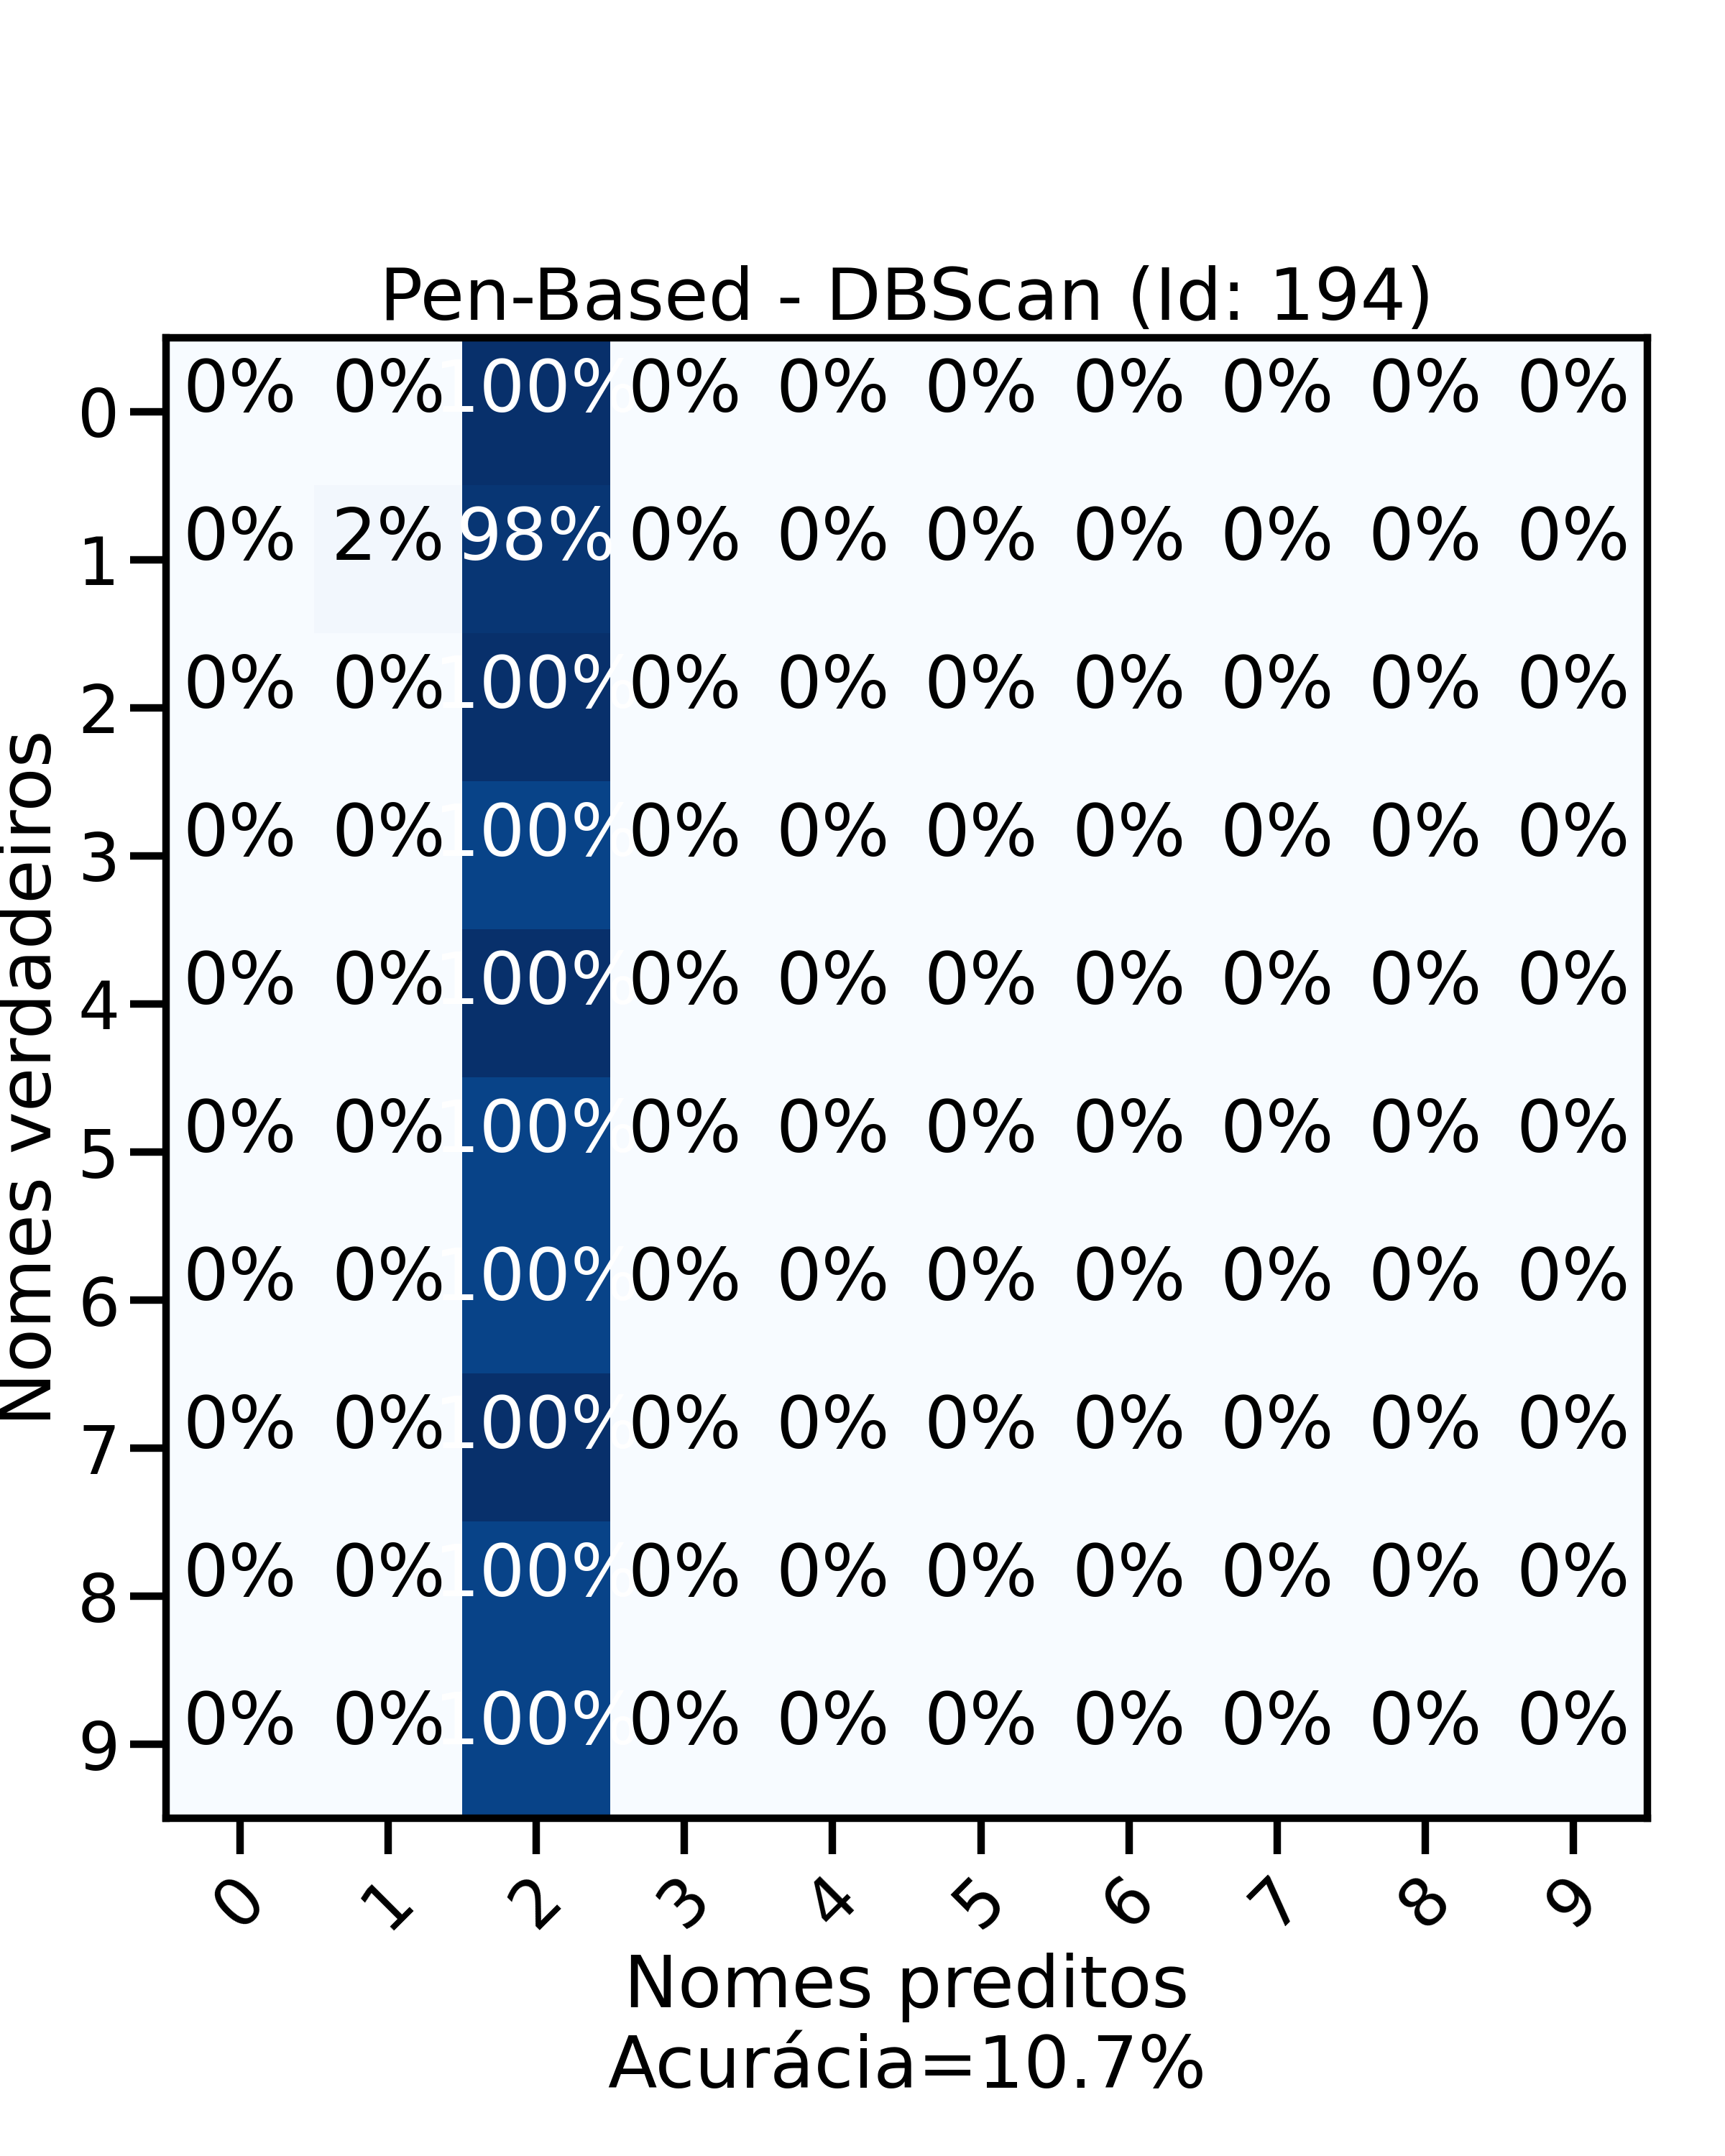 Pen-Based - DBScan (Id: 194)
0 0% 0% 100% 0% 0% 0% 0% 0% 0% 0%
1 0% 2% 98% 0% 0% 0% 0% 0% 0% 0%
2 0% 0% 100% 0% 0% 0% 0% 0% 0% 0%
3 0% 0% 100% 0% 0% 0% 0% 0% 0% 0%
4 0% 0% 100% 0% 0% 0% 0% 0% 0% 0%
5 0% 0% 100% 0% 0% 0% 0% 0% 0% 0%
6 0% 0% 100% 0% 0% 0% 0% 0% 0% 0%
7 0% 0% 100% 0% 0% 0% 0% 0% 0% 0%
8 0% 0% 100% 0% 0% 0% 0% 0% 0% 0%
9 0% 0% 100% 0% 0% 0% 0% 0% 0% 0%
Nomes verdadeiros
0 1 2 3 4 5 6 7 8 9
Nomes preditos
Acurácia=10.7%